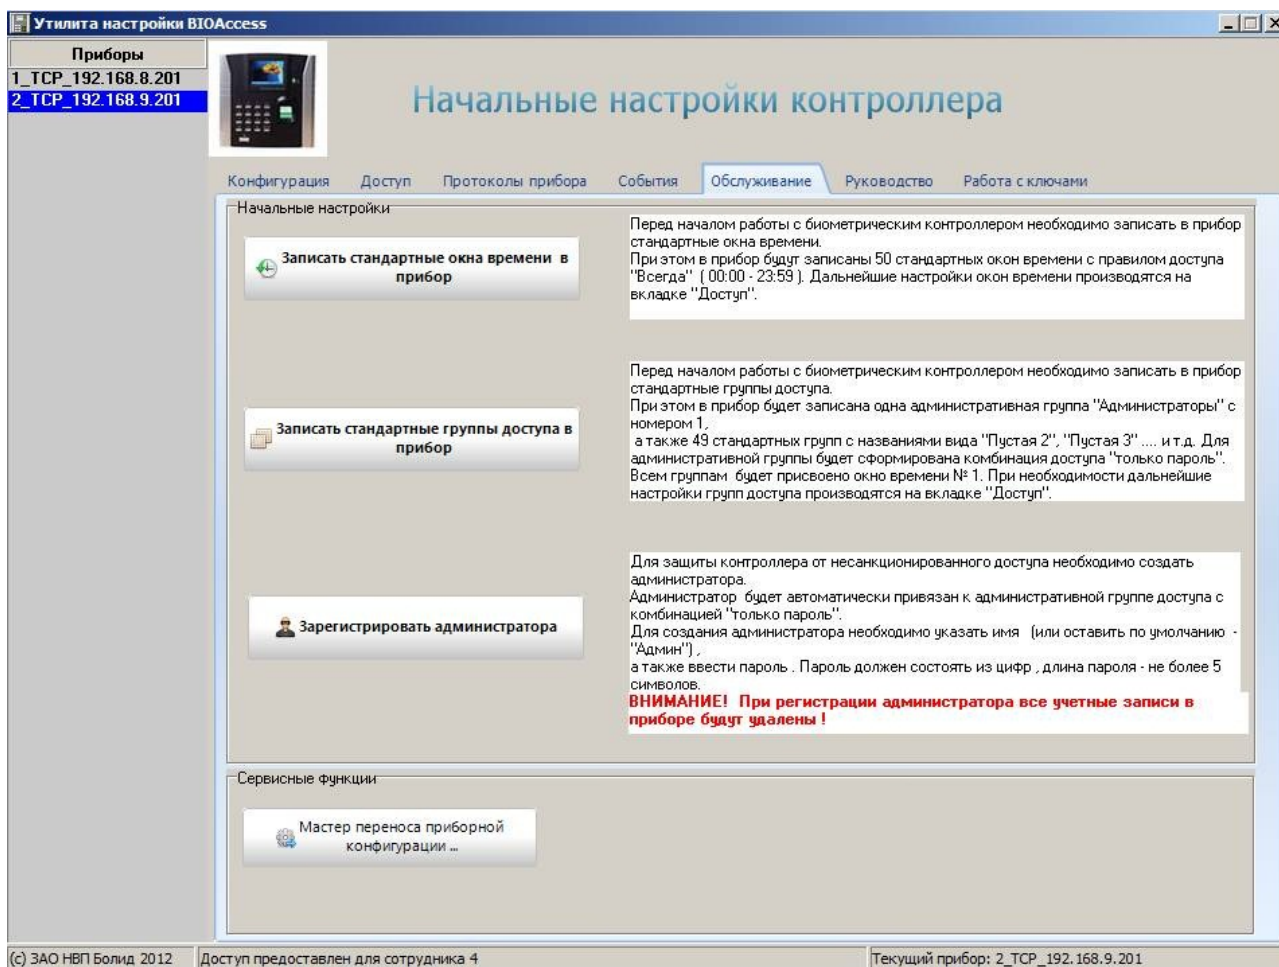 Утилита настройки BIOAccess
Приборы
1_TCP_192.168.8.201
2_TCP_192.168.9.201
Начальные настройки контроллера
Конфигурация Доступ Протоколы прибора События Обслуживание Руководство Работа с ключами
Начальные настройки
Записать стандартные окна времени в
прибор
Перед началом работы с биометрическим контроллером необходимо записать в прибор
стандартные окна времени.
При этом в прибор будут записаны 50 стандартных окон времени с правилом доступа
"Всегда" ( 00:00 - 23:59 ). Дальнейшие настройки окон времени производятся на
вкладке "Доступ".
Записать стандартные группы доступа в
прибор
Перед началом работы с биометрическим контроллером необходимо записать в прибор
стандартные группы доступа.
При этом в прибор будет записана одна административная группа "Администраторы" с
номером 1,
а также 49 стандартных групп с названиями вида "Пустая 2", "Пустая 3" .... и т.д. Для
административной группы будет сформирована комбинация доступа "только пароль".
Всем группам будет присвоено окно времени № 1. При необходимости дальнейшие
настройки групп доступа производятся на вкладке "Доступ".
Зарегистрировать администратора
Для защиты контроллера от несанкционированного доступа необходимо создать
администратора.
Администратор будет автоматически привязан к административной группе доступа с
комбинацией "только пароль".
Для создания администратора необходимо указать имя (или оставить по умолчанию -
"Админ") ,
а также ввести пароль . Пароль должен состоять из цифр , длина пароля - не более 5
символов.
ВНИМАНИЕ! При регистрации администратора все учетные записи в
приборе будут удалены !
Сервисные функции
Мастер переноса приборной
конфигурации ...
(c) ЗАО НВП Болид 2012 Доступ предоставлен для сотрудника 4 Текущий прибор: 2_TCP_192.168.9.201